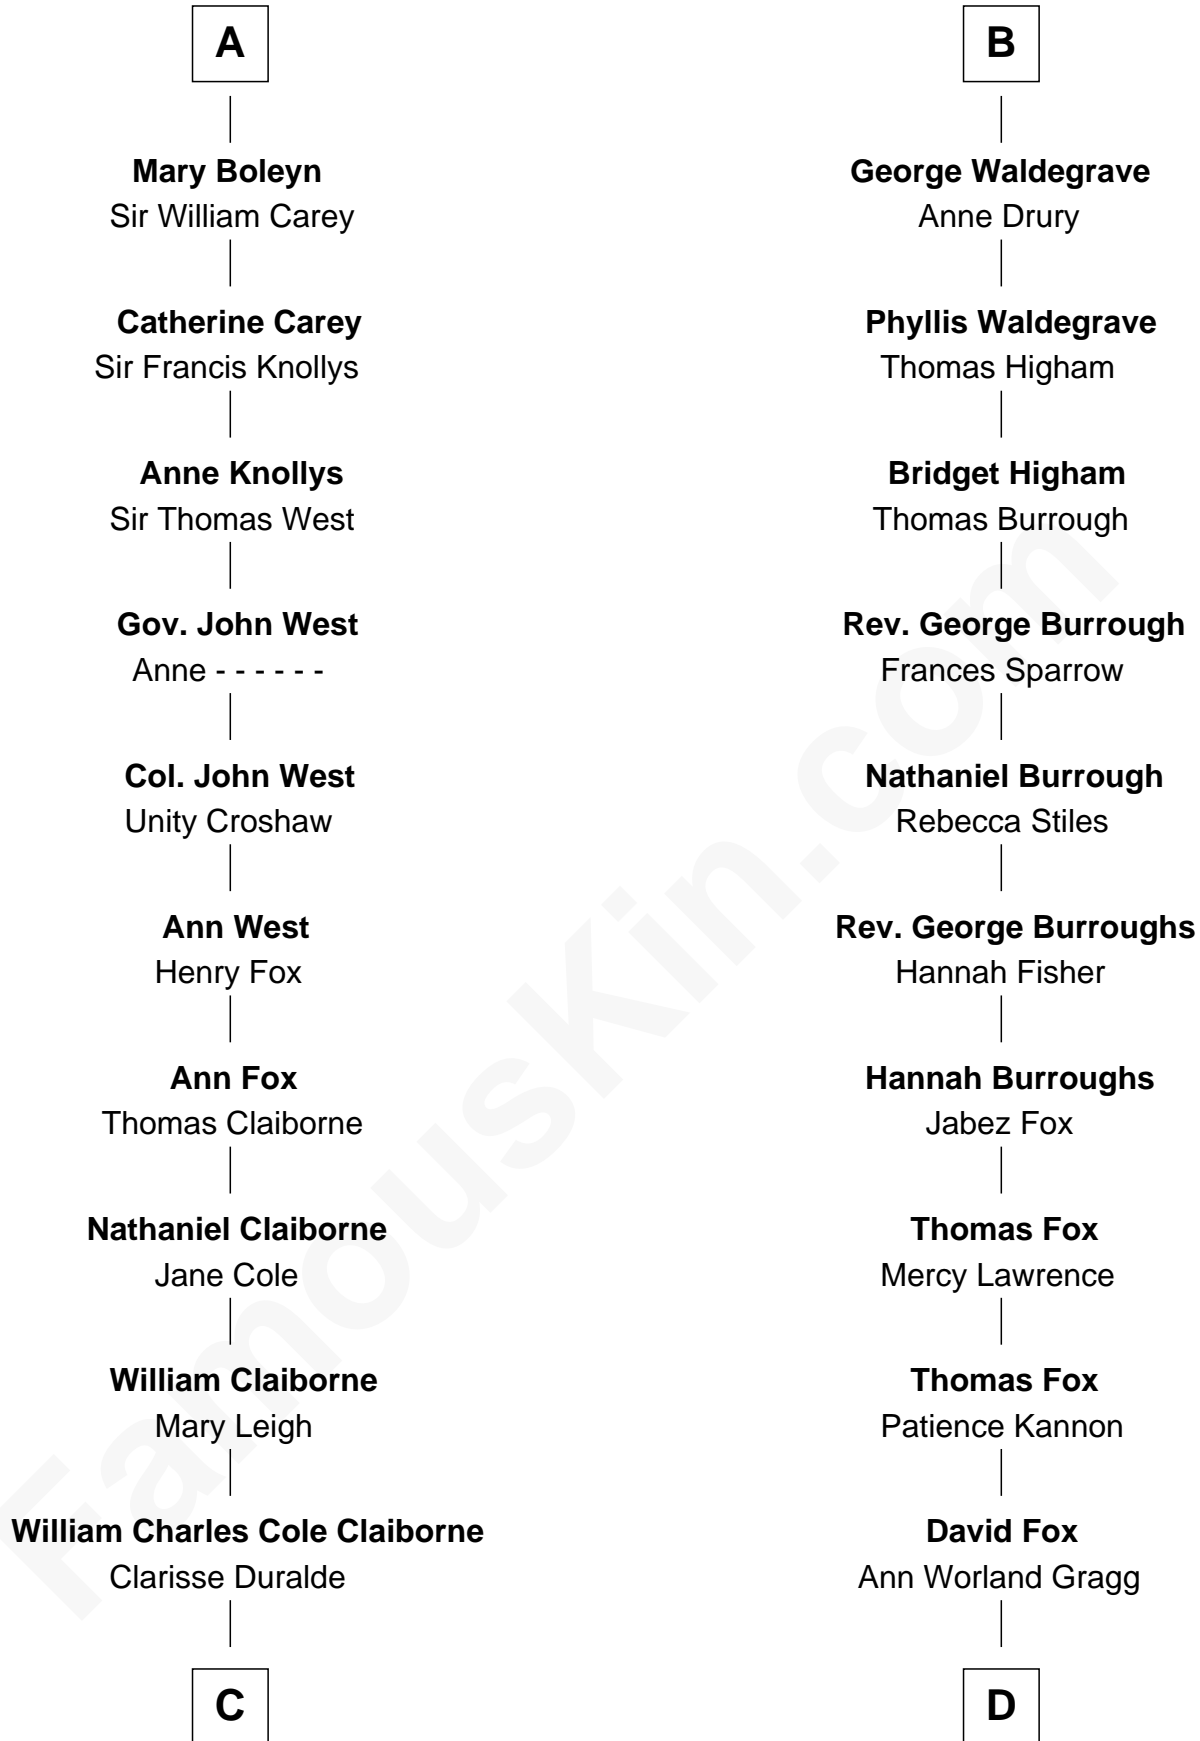 A
Mary Boleyn
Sir William Carey
Catherine Carey
Sir Francis Knollys
Anne Knollys
Sir Thomas West
Gov. John West
Anne - - - - - -
Col. John West
Unity Croshaw
Ann West
Henry Fox
Ann Fox
Thomas Claiborne
Nathaniel Claiborne
Jane Cole
William Claiborne
Mary Leigh
William Charles Cole Claiborne
Clarisse Duralde
C
B
George Waldegrave
Anne Drury
Phyllis Waldegrave
Thomas Higham
Bridget Higham
Thomas Burrough
Rev. George Burrough
Frances Sparrow
Nathaniel Burrough
Rebecca Stiles
Rev. George Burroughs
Hannah Fisher
Hannah Burroughs
Jabez Fox
Thomas Fox
Mercy Lawrence
Thomas Fox
Patience Kannon
David Fox
Ann Worland Gragg
D
FamousKin.com